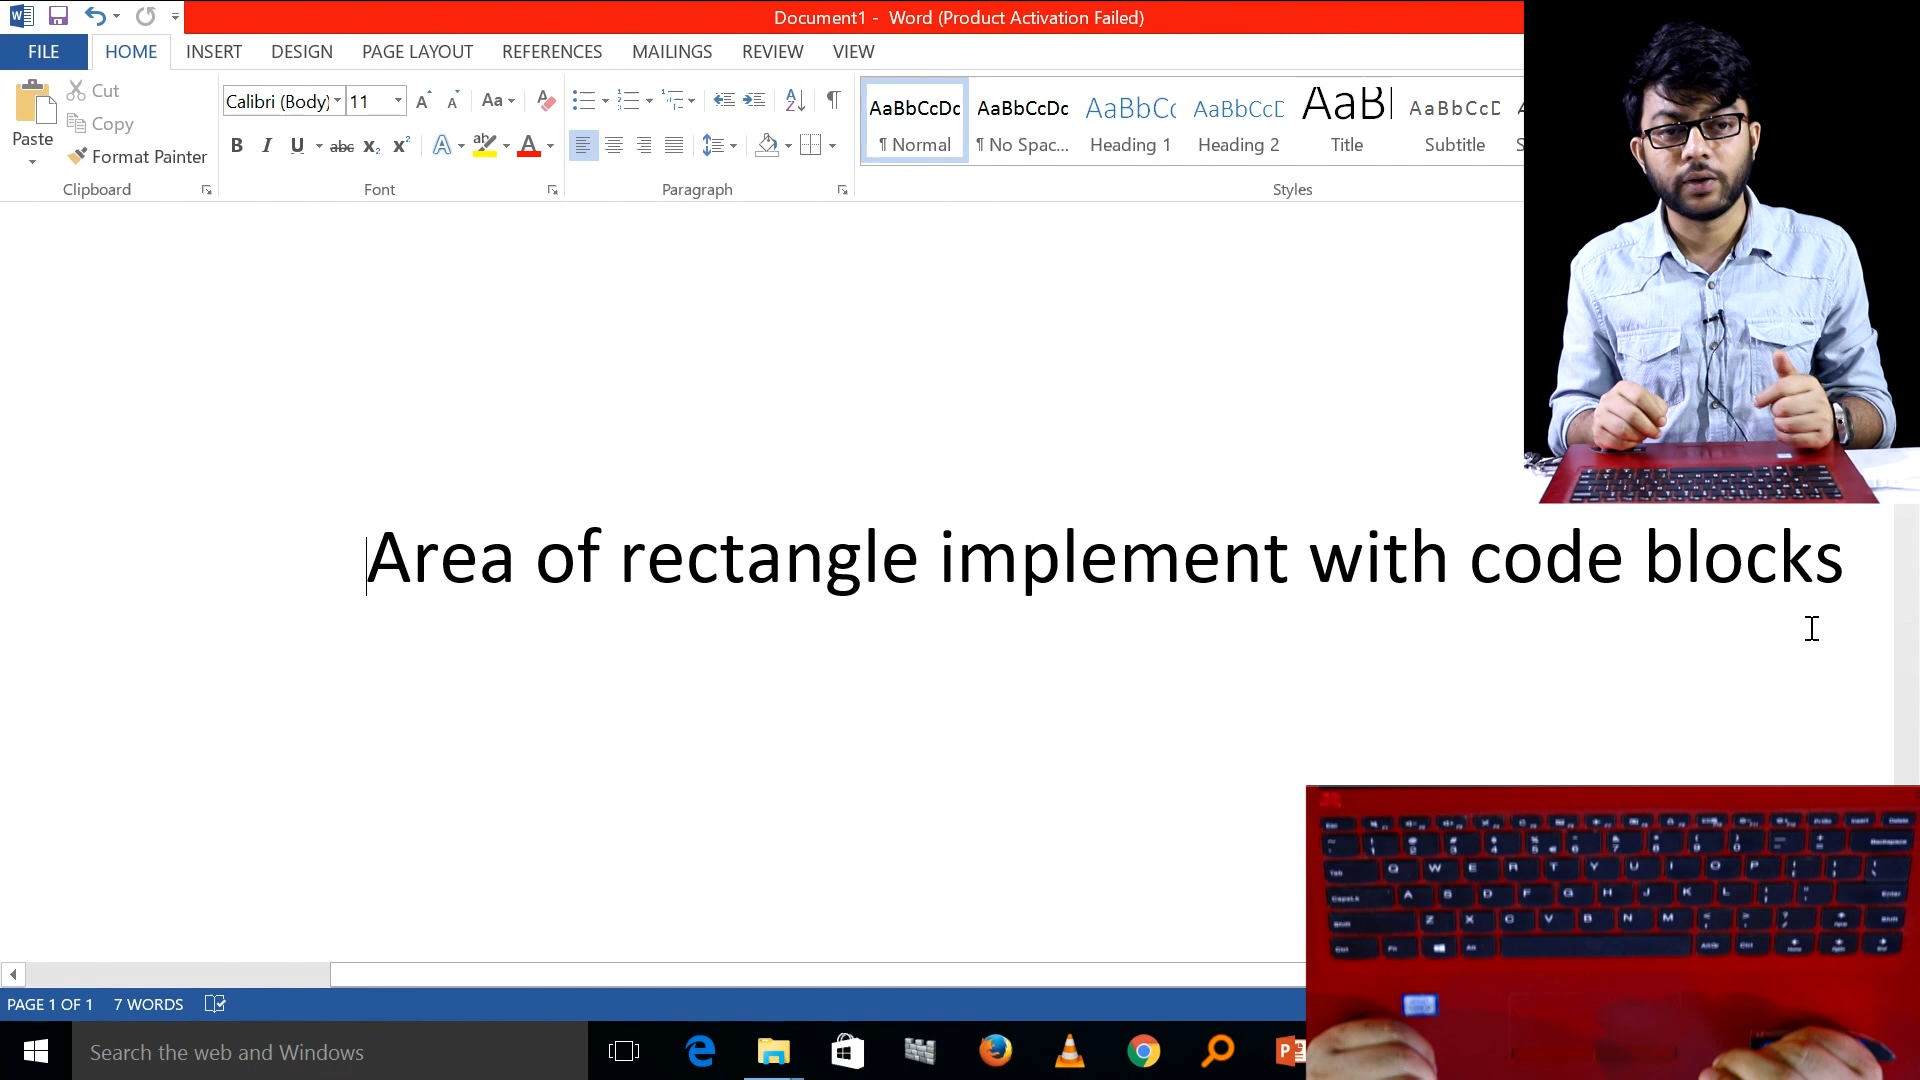 Document1 - Word (Product Activation Failed)
FILE HOME INSERT DESIGN PAGE LAYOUT REFERENCES MAILINGS REVIEW VIEW
Paste
Cut
Copy
Format Painter
Clipboard
Calibri (Body) 11
Font
Paragraph
AaBbCcDc AaBbCcDc AaBbCc AaBbCcD AaBl AaBbCcD
¶ Normal ¶ No Spac... Heading 1 Heading 2 Title Subtitle
Styles
Area of rectangle implement with code blocks
PAGE 1 OF 1 7 WORDS
Search the web and Windows
Q W E R T Y U I O P
A S D F G H J K L
Z X C V B N M